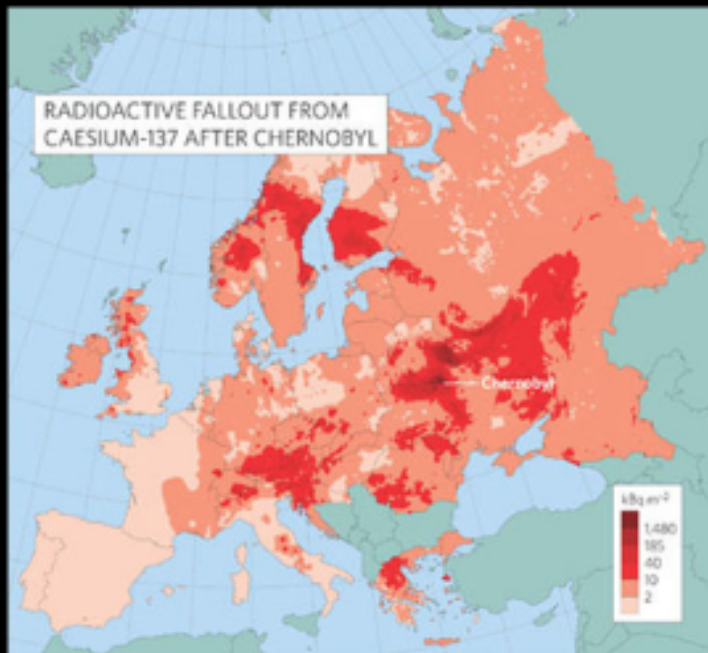 RADIOACTIVE FALLOUT FROM
CAESIUM-137 AFTER CHERNOBYL
Chernobyl
kBq m⁻²
1,480
185
40
10
2